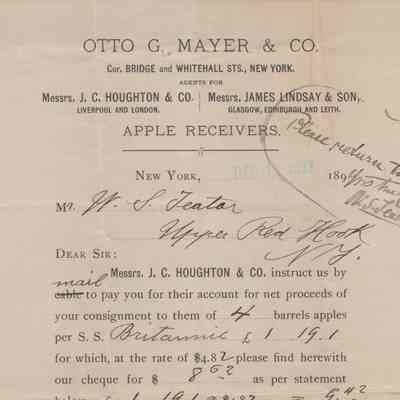 OTTO G. MAYER & CO.
Cor. BRIDGE and WHITEHALL STS., NEW YORK.
AGENTS FOR
Messrs. J. C. HOUGHTON & CO. Messrs. JAMES LINDSAY & SON,
LIVERPOOL AND LONDON. GLASGOW, EDINBURGH AND LEITH.
APPLE RECEIVERS.
Please return to
NEW YORK, 189
Mr. W. S. Teator
Upper Red Hook
N.Y.
DEAR SIR:
mail
Messrs. J. C. HOUGHTON & CO. instruct us by
cable to pay you for their account for net proceeds of
your consignment to them of 4 barrels apples
per S. S. Britannic £ 1 19.1
for which, at the rate of $4.82 please find herewith
our cheque for $ 8 62 as per statement